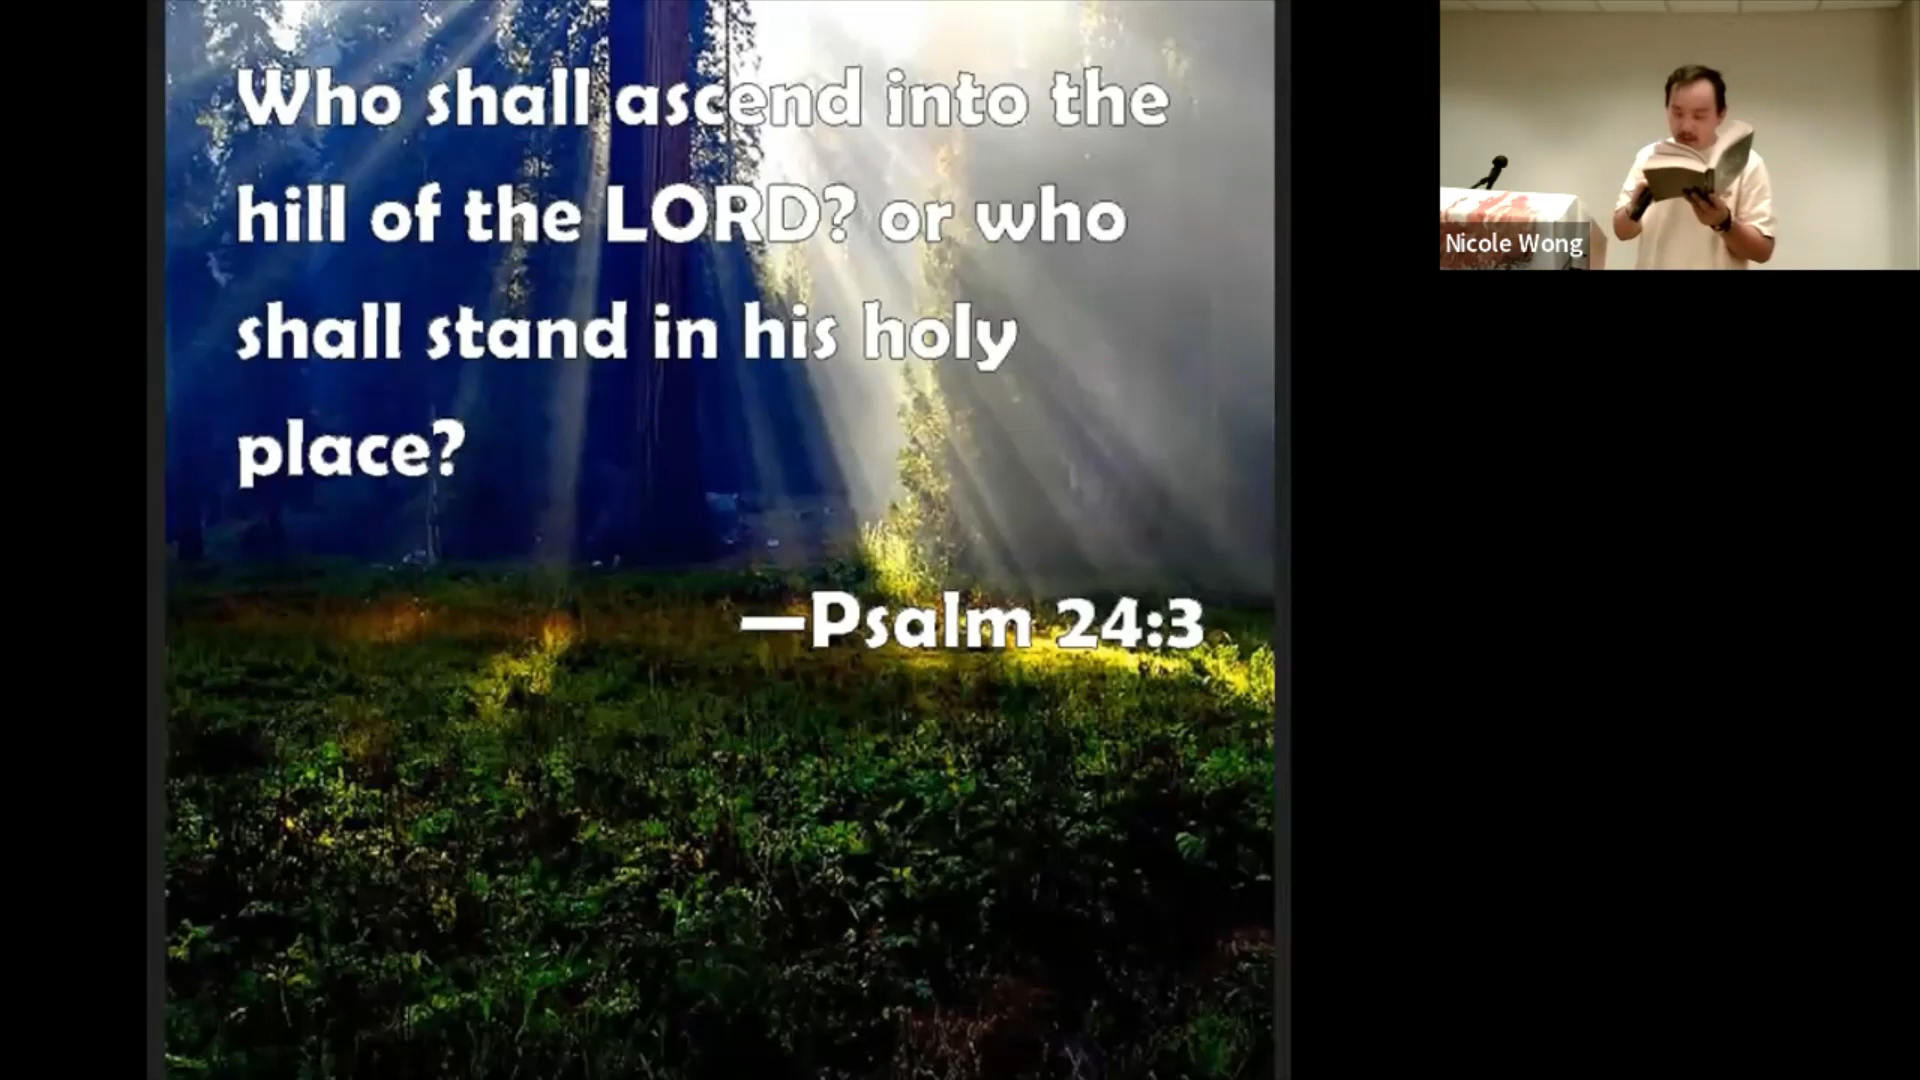 Who shall ascend into the
hill of the LORD? or who
shall stand in his holy
place?
—Psalm 24:3
Nicole Wong